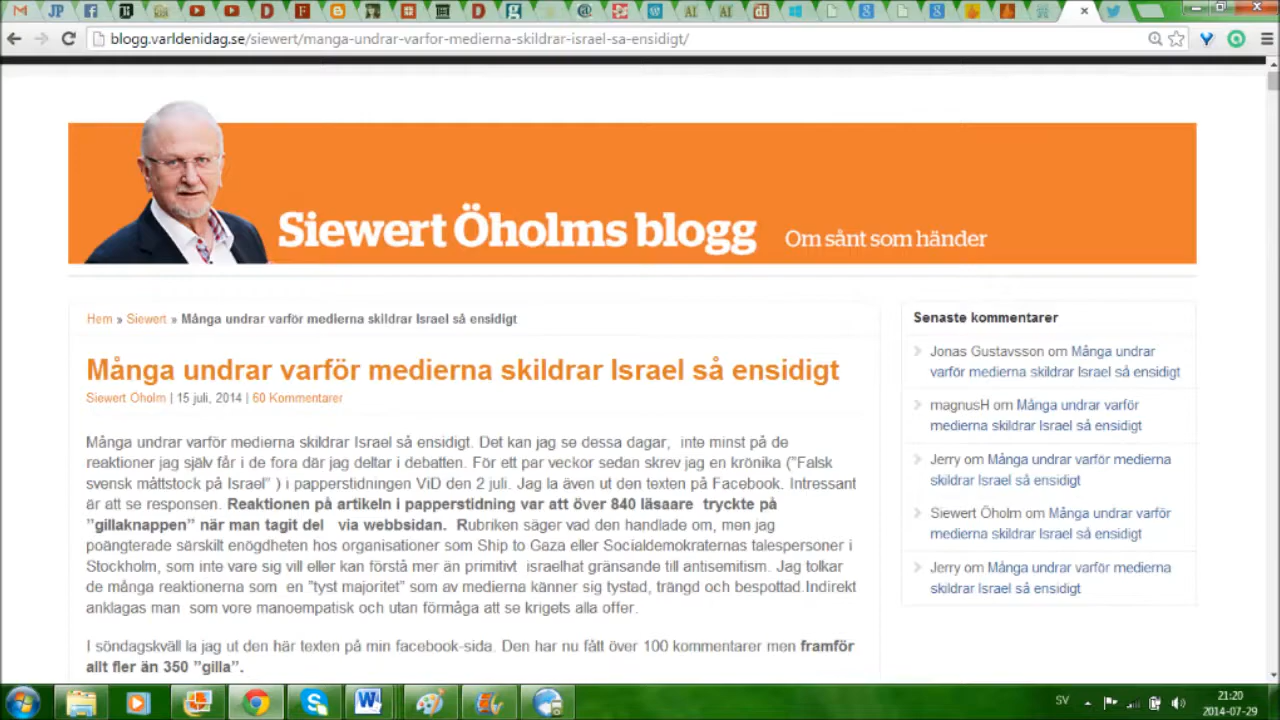 blogg.varldenidag.se/siewert/manga-undrar-varfor-medierna-skildrar-israel-sa-ensidigt/
Siewert Öholms blogg Om sånt som händer
Hem » Siewert » Många undrar varför medierna skildrar Israel så ensidigt
Många undrar varför medierna skildrar Israel så ensidigt
Siewert Öholm | 15 juli, 2014 | 60 Kommentarer
Många undrar varför medierna skildrar Israel så ensidigt. Det kan jag se dessa dagar, inte minst på de
reaktioner jag själv får i de fora där jag deltar i debatten. För ett par veckor sedan skrev jag en krönika (”Falsk
svensk måttstock på Israel” ) i papperstidningen ViD den 2 juli. Jag la även ut den texten på Facebook. Intressant
är att se responsen. Reaktionen på artikeln i papperstidning var att över 840 läsaare tryckte på
”gillaknappen” när man tagit del via webbsidan. Rubriken säger vad den handlade om, men jag
poängterade särskilt enögdheten hos organisationer som Ship to Gaza eller Socialdemokraternas talespersoner i
Stockholm, som inte vare sig vill eller kan förstå mer än primitivt israelhat gränsande till antisemitism. Jag tolkar
de många reaktionerna som en ”tyst majoritet” som av medierna känner sig tystad, trängd och bespottad.Indirekt
anklagas man som vore manoempatisk och utan förmåga att se krigets alla offer.
I söndagskväll la jag ut den här texten på min facebook-sida. Den har nu fått över 100 kommentarer men framför
allt fler än 350 ”gilla”.
Senaste kommentarer
Jonas Gustavsson om Många undrar
varför medierna skildrar Israel så ensidigt
magnusH om Många undrar varför
medierna skildrar Israel så ensidigt
Jerry om Många undrar varför medierna
skildrar Israel så ensidigt
Siewert Öholm om Många undrar varför
medierna skildrar Israel så ensidigt
Jerry om Många undrar varför medierna
skildrar Israel så ensidigt
SV
21:20
2014-07-29